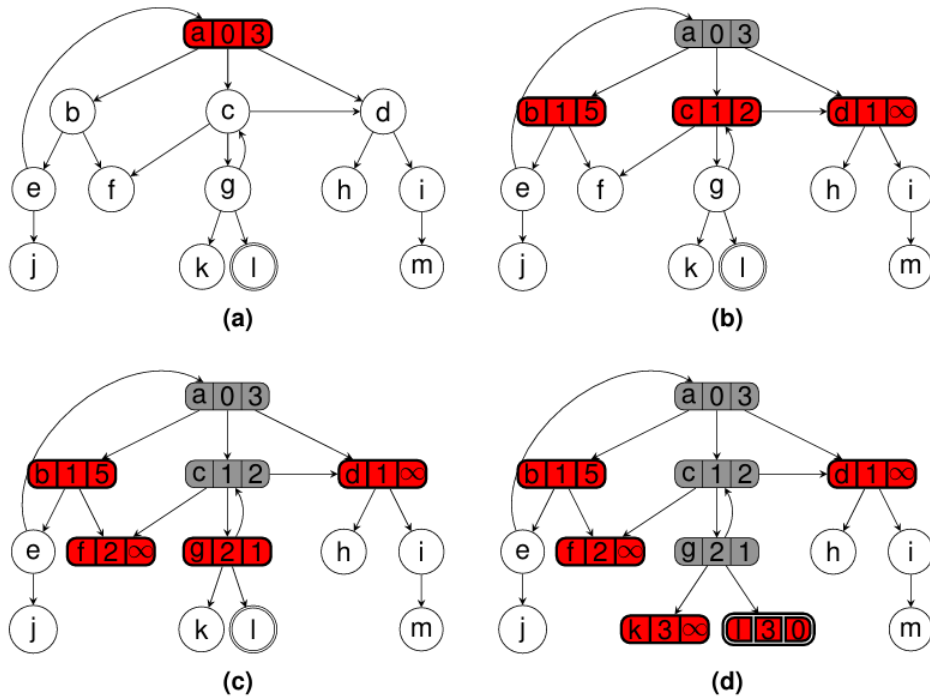 a 0 3
b c d
e f g h i
j k l m
(a)
a 0 3
b 1 5 c 1 2 d 1 ∞
e f g h i
j k l m
(b)
a 0 3
b 1 5 c 1 2 d 1 ∞
e f 2 ∞ g 2 1 h i
j k l m
(c)
a 0 3
b 1 5 c 1 2 d 1 ∞
e f 2 ∞ g 2 1 h i
j k 3 ∞ l 3 0 m
(d)